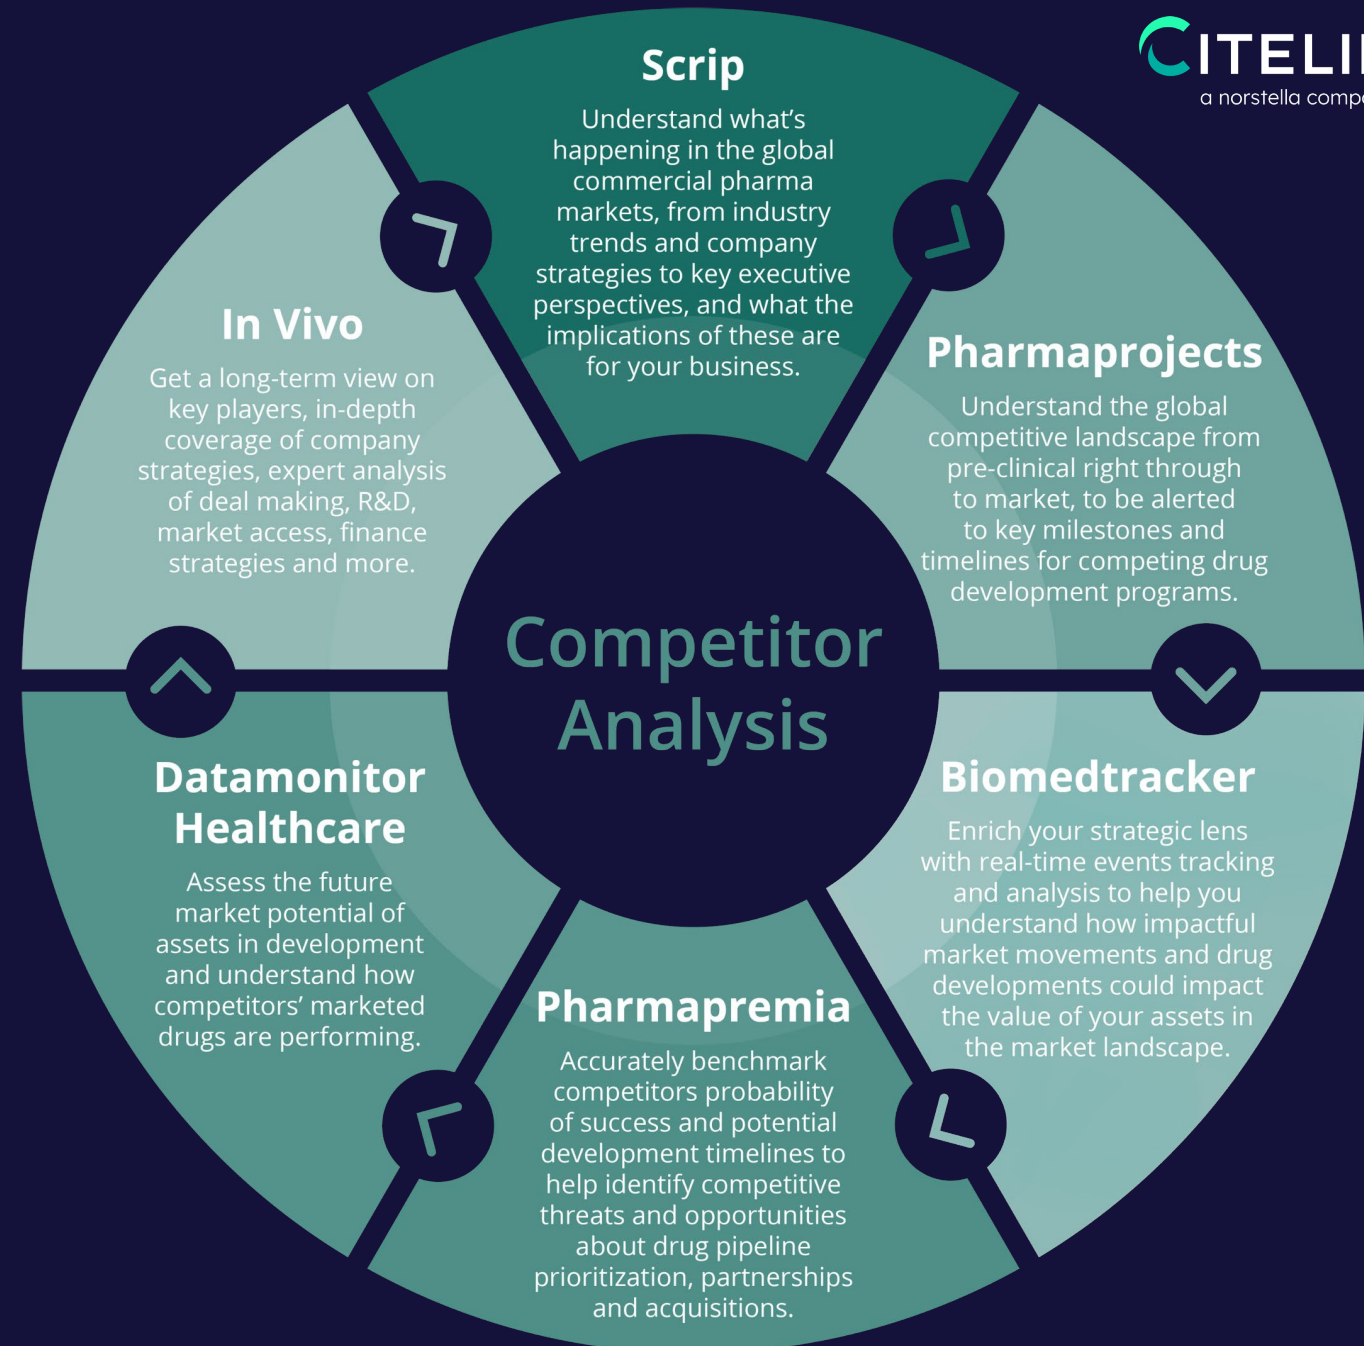 Scrip
Understand what’s
happening in the global
commercial pharma
markets, from industry
trends and company
strategies to key executive
perspectives, and what the
implications of these are
for your business.
Pharmaprojects
Understand the global
competitive landscape from
pre-clinical right through
to market, to be alerted
to key milestones and
timelines for competing drug
development programs.
Biomedtracker
Enrich your strategic lens
with real-time events tracking
and analysis to help you
understand how impactful
market movements and drug
developments could impact
the value of your assets in
the market landscape.
Pharmapremia
Accurately benchmark
competitors probability
of success and potential
development timelines to
help identify competitive
threats and opportunities
about drug pipeline
prioritization, partnerships
and acquisitions.
Datamonitor
Healthcare
Assess the future
market potential of
assets in development
and understand how
competitors’ marketed
drugs are performing.
In Vivo
Get a long-term view on
key players, in-depth
coverage of company
strategies, expert analysis
of deal making, R&D,
market access, finance
strategies and more.
Competitor
Analysis
a norstella